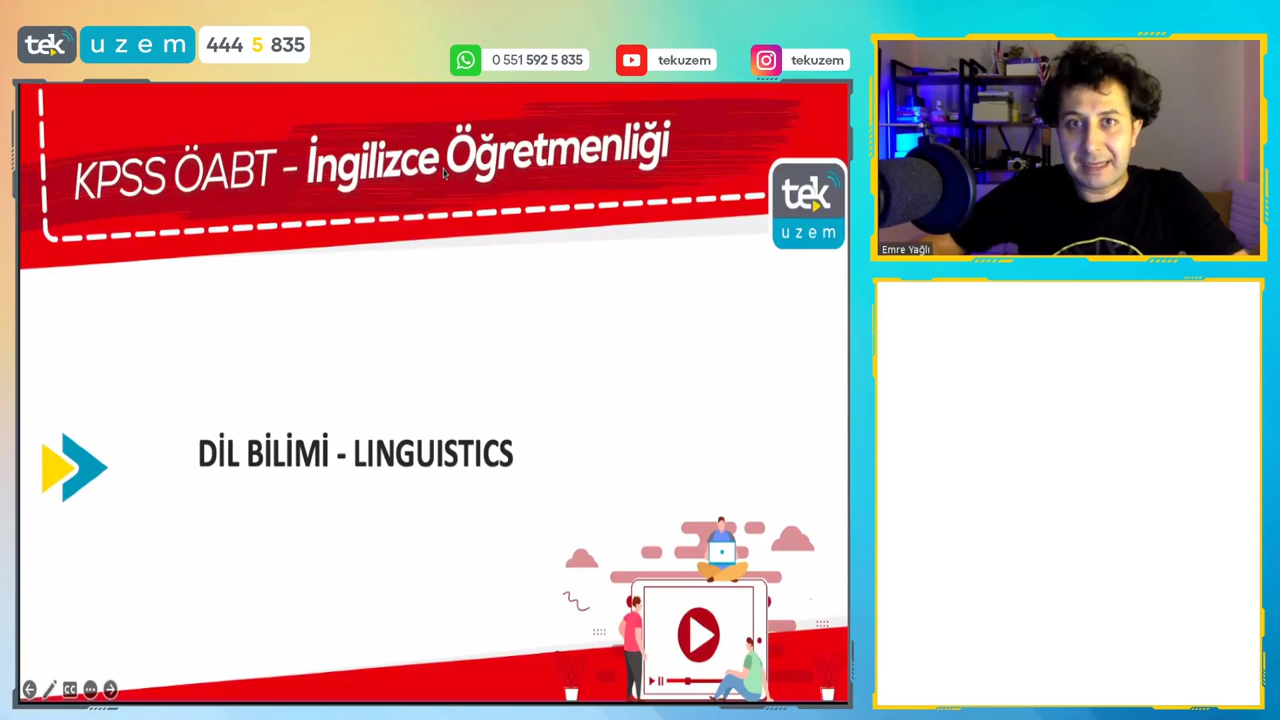 tek
uzem
444 5 835
0 551 592 5 835
tekuzem
tekuzem
KPSS ÖABT - İngilizce Öğretmenliği
tek
uzem
Emre Yağlı
DİL BİLİMİ - LINGUISTICS
CC